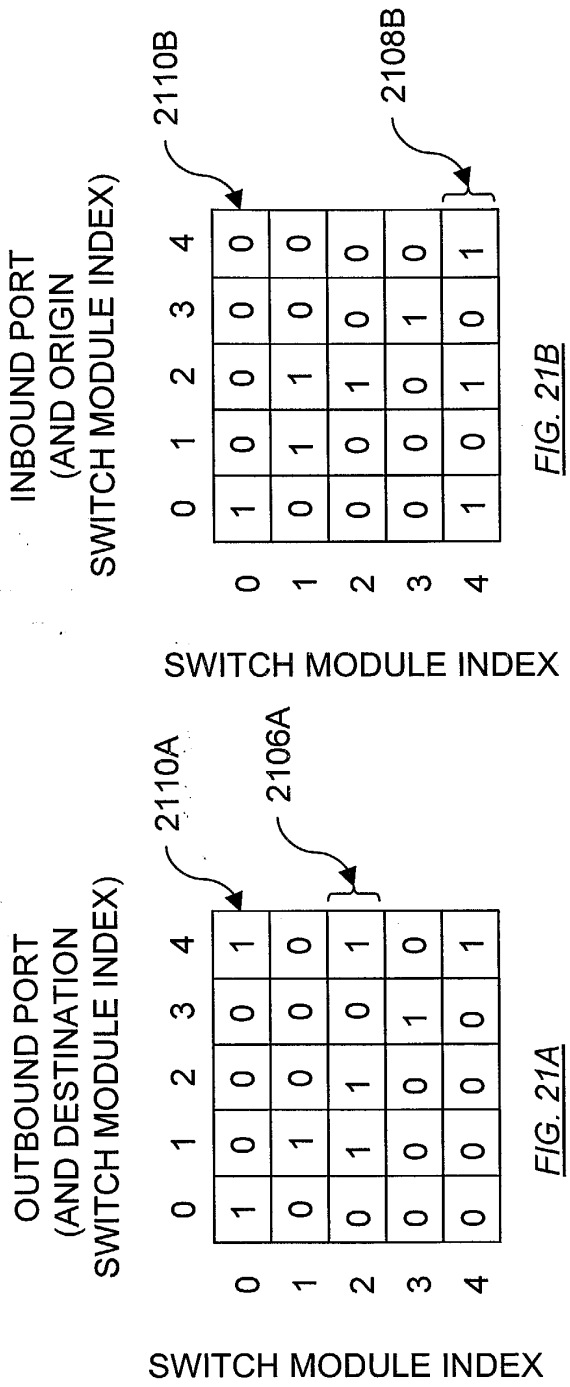 OUTBOUND PORT
(AND DESTINATION
SWITCH MODULE INDEX)
0 1 2 3 4
2110A
SWITCH MODULE INDEX
0 1 0 0 0 1
1 0 1 0 0 0
2 0 1 1 0 1
2106A
3 0 0 0 1 0
4 0 0 0 0 1
FIG. 21A
INBOUND PORT
(AND ORIGIN
SWITCH MODULE INDEX)
0 1 2 3 4
2110B
SWITCH MODULE INDEX
0 1 0 0 0 0
1 0 1 1 0 0
2 0 0 1 0 0
3 0 0 0 1 0
4 1 0 1 0 1
2108B
FIG. 21B